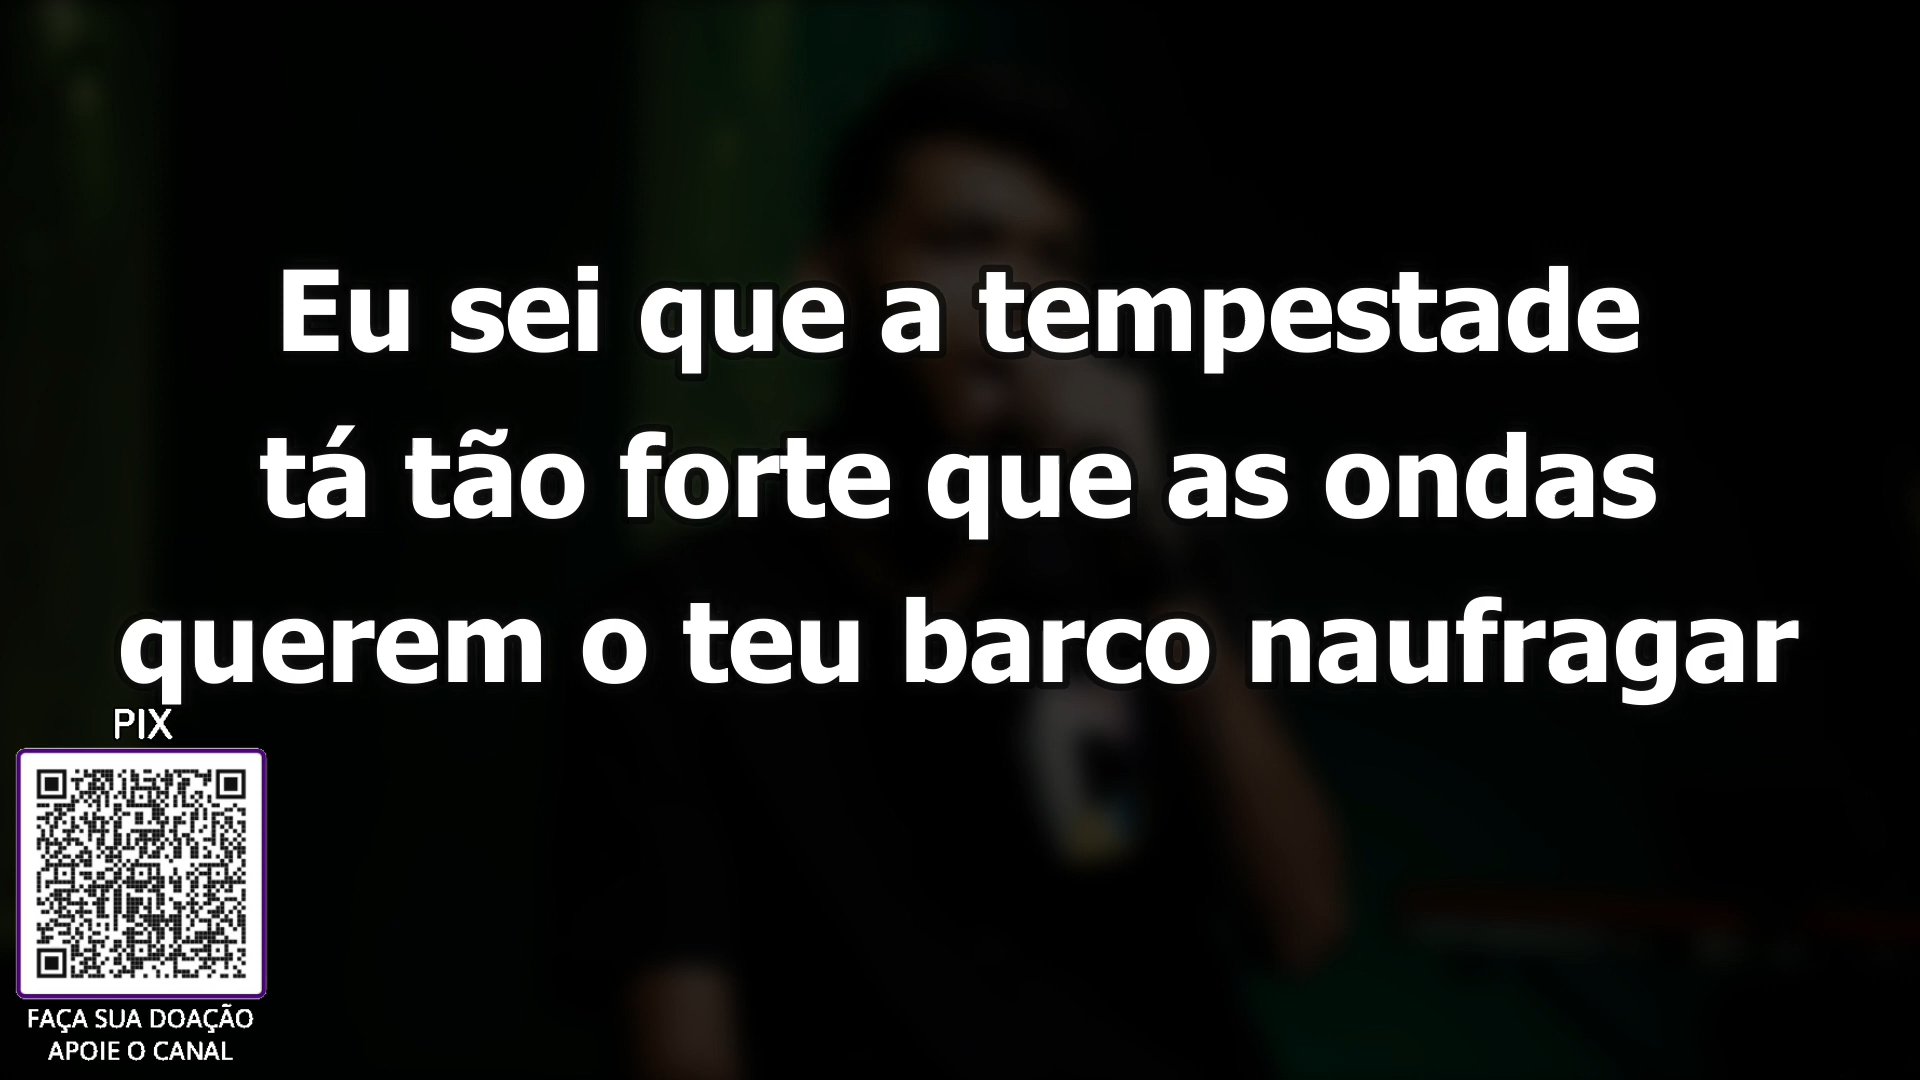 Eu sei que a tempestade
tá tão forte que as ondas
querem o teu barco naufragar
PIX
FAÇA SUA DOAÇÃO
APOIE O CANAL